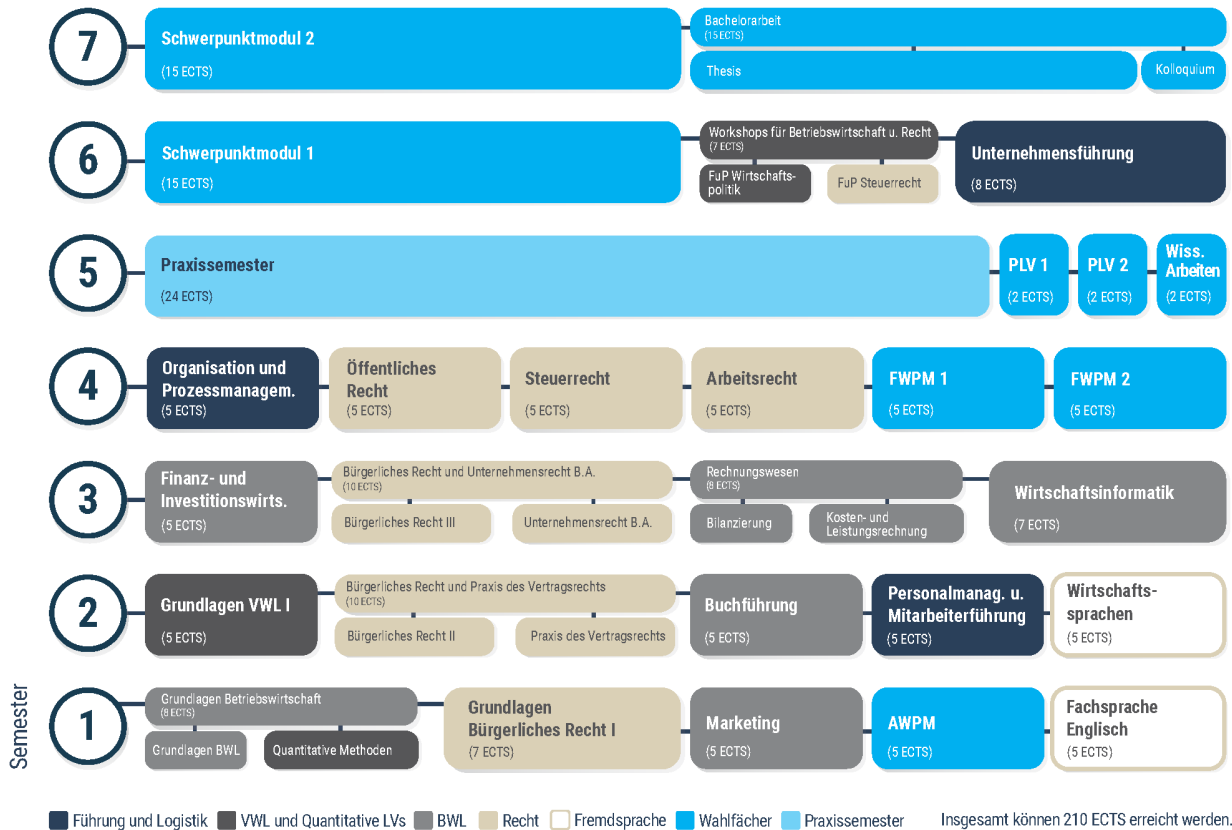 7
Schwerpunktmodul 2
(15 ECTS)
Bachelorarbeit
(15 ECTS)
Thesis
Kolloquium
6
Schwerpunktmodul 1
(15 ECTS)
Workshops für Betriebswirtschaft u. Recht
(7 ECTS)
FuP Wirtschafts-
politik
FuP Steuerrecht
Unternehmensführung
(8 ECTS)
5
Praxissemester
(24 ECTS)
PLV 1
(2 ECTS)
PLV 2
(2 ECTS)
Wiss.
Arbeiten
(2 ECTS)
4
Organisation und
Prozessmanagem.
(5 ECTS)
Öffentliches
Recht
(5 ECTS)
Steuerrecht
(5 ECTS)
Arbeitsrecht
(5 ECTS)
FWPM 1
(5 ECTS)
FWPM 2
(5 ECTS)
3
Finanz- und
Investitionswirts.
(5 ECTS)
Bürgerliches Recht und Unternehmensrecht B.A.
(10 ECTS)
Bürgerliches Recht III
Unternehmensrecht B.A.
Rechnungswesen
(8 ECTS)
Bilanzierung
Kosten- und
Leistungsrechnung
Wirtschaftsinformatik
(7 ECTS)
2
Grundlagen VWL I
(5 ECTS)
Bürgerliches Recht und Praxis des Vertragsrechts
(10 ECTS)
Bürgerliches Recht II
Praxis des Vertragsrechts
Buchführung
(5 ECTS)
Personalmanag. u.
Mitarbeiterführung
(5 ECTS)
Wirtschafts-
sprachen
(5 ECTS)
Semester
1
Grundlagen Betriebswirtschaft
(8 ECTS)
Grundlagen BWL
Quantitative Methoden
Grundlagen
Bürgerliches Recht I
(7 ECTS)
Marketing
(5 ECTS)
AWPM
(5 ECTS)
Fachsprache
Englisch
(5 ECTS)
Führung und Logistik
VWL und Quantitative LVs
BWL
Recht
Fremdsprache
Wahlfächer
Praxissemester
Insgesamt können 210 ECTS erreicht werden.